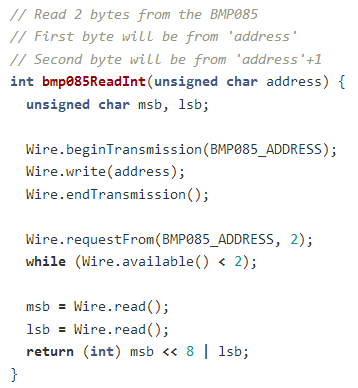 // Read 2 bytes from the BMP085
// First byte will be from 'address'
// Second byte will be from 'address'+1
int bmp085ReadInt(unsigned char address) {
  unsigned char msb, lsb;

  Wire.beginTransmission(BMP085_ADDRESS);
  Wire.write(address);
  Wire.endTransmission();

  Wire.requestFrom(BMP085_ADDRESS, 2);
  while (Wire.available() < 2);

  msb = Wire.read();
  lsb = Wire.read();
  return (int) msb << 8 | lsb;
}